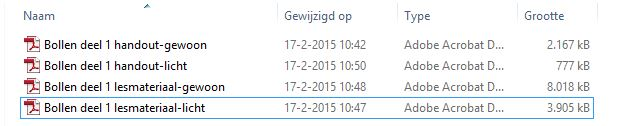 Naam Gewijzigd op Type Grootte
Bollen deel 1 handout-gewoon 17-2-2015 10:42 Adobe Acrobat D... 2.167 kB
Bollen deel 1 handout-licht 17-2-2015 10:50 Adobe Acrobat D... 777 kB
Bollen deel 1 lesmateriaal-gewoon 17-2-2015 10:48 Adobe Acrobat D... 8.018 kB
Bollen deel 1 lesmateriaal-licht 17-2-2015 10:47 Adobe Acrobat D... 3.905 kB